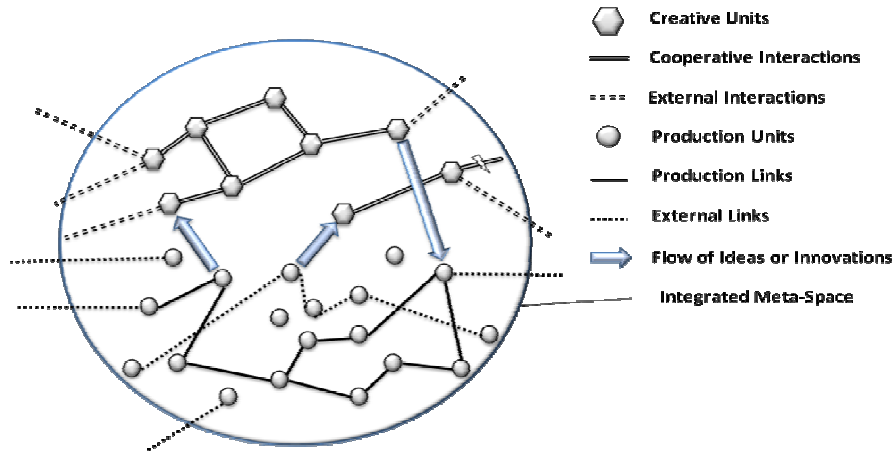 Creative Units
Cooperative Interactions
External Interactions
Production Units
Production Links
External Links
Flow of Ideas or Innovations
Integrated Meta-Space